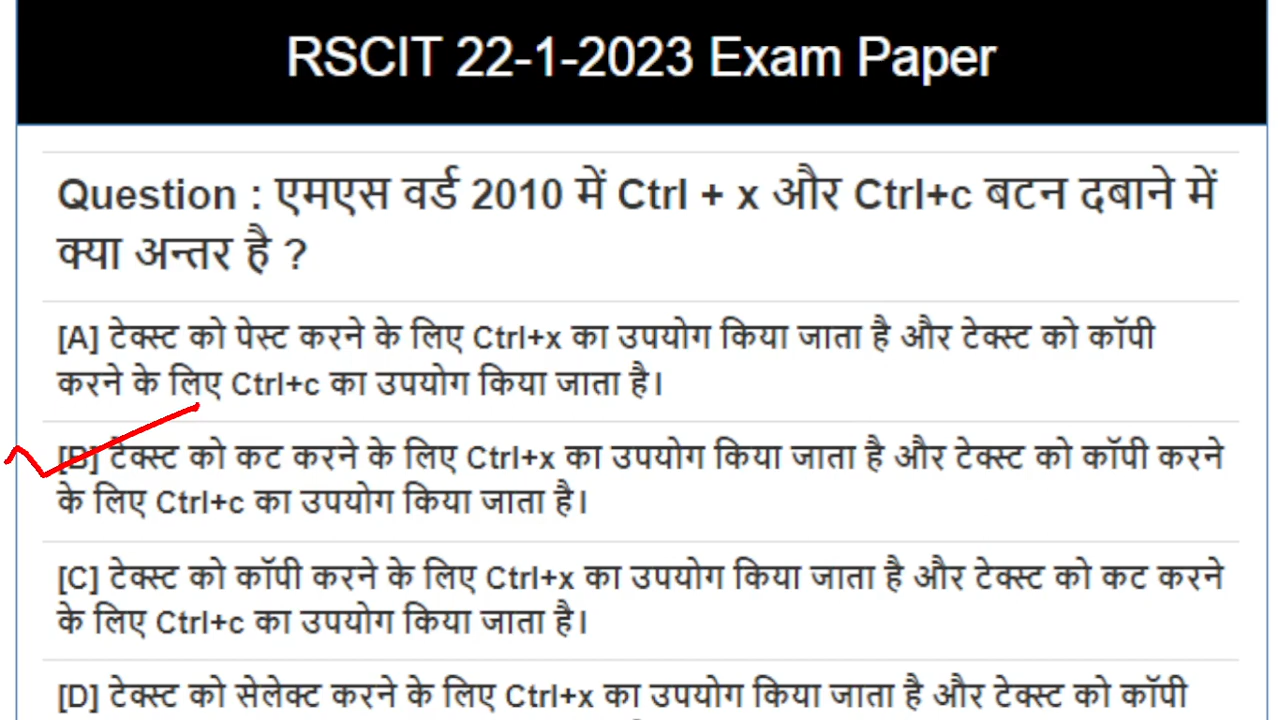 RSCIT 22-1-2023 Exam Paper
Question : एमएस वर्ड 2010 में Ctrl + x और Ctrl+c बटन दबाने में
क्या अन्तर है ?
[A] टेक्स्ट को पेस्ट करने के लिए Ctrl+x का उपयोग किया जाता है और टेक्स्ट को कॉपी
करने के लिए Ctrl+c का उपयोग किया जाता है।
[B] टेक्स्ट को कट करने के लिए Ctrl+x का उपयोग किया जाता है और टेक्स्ट को कॉपी करने
के लिए Ctrl+c का उपयोग किया जाता है।
[C] टेक्स्ट को कॉपी करने के लिए Ctrl+x का उपयोग किया जाता है और टेक्स्ट को कट करने
के लिए Ctrl+c का उपयोग किया जाता है।
[D] टेक्स्ट को सेलेक्ट करने के लिए Ctrl+x का उपयोग किया जाता है और टेक्स्ट को कॉपी